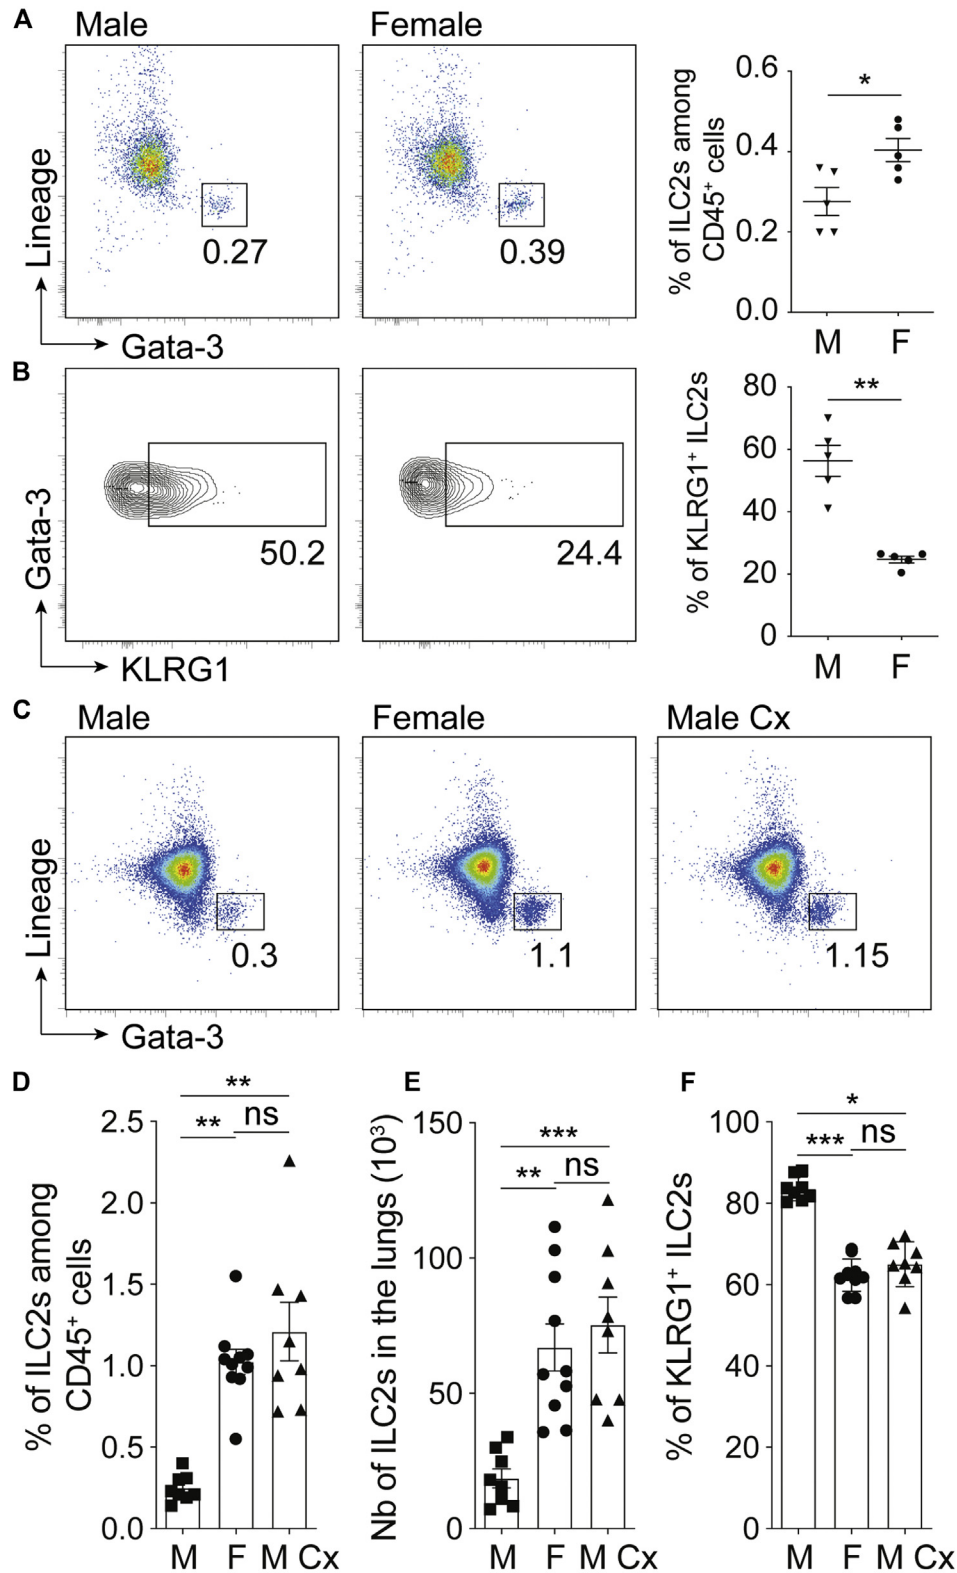 A
Male
Female
Lineage
Gata-3
0.27
0.39
% of ILC2s among
CD45⁺ cells
0.6
0.4
0.2
0.0
*
M
F
B
Gata-3
KLRG1
50.2
24.4
% of KLRG1⁺ ILC2s
80
60
40
20
0
**
M
F
C
Male
Female
Male Cx
Lineage
Gata-3
0.3
1.1
1.15
D
% of ILC2s among
CD45⁺ cells
2.5
2.0
1.5
1.0
0.5
0.0
**
**
ns
M
F
M Cx
E
Nb of ILC2s in the lungs (10³)
150
100
50
0
***
**
ns
M
F
M Cx
F
% of KLRG1⁺ ILC2s
100
80
60
40
20
0
*
***
ns
M
F
M Cx